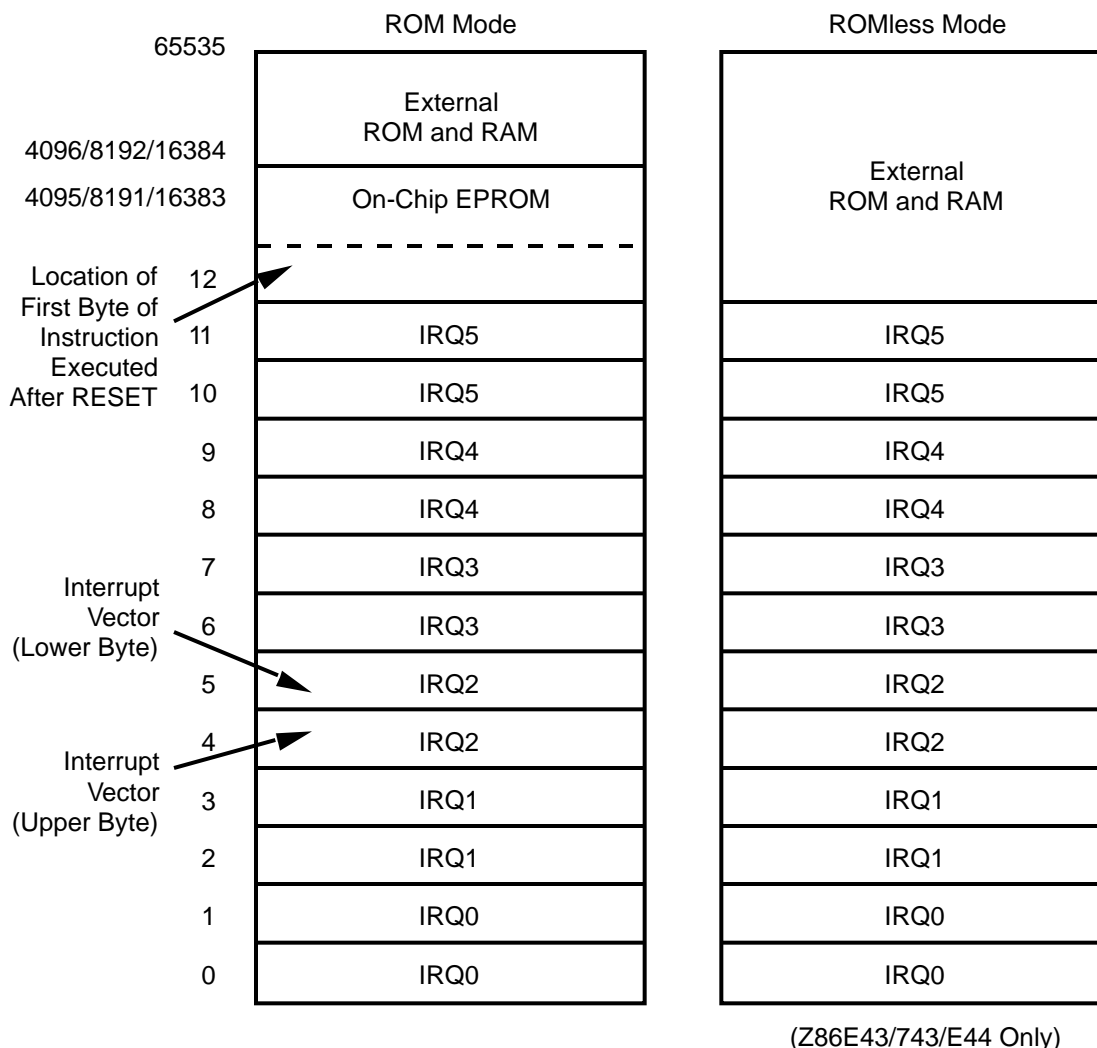 ROM Mode
ROMless Mode
65535
External
ROM and RAM
4096/8192/16384
4095/8191/16383
On-Chip EPROM
External
ROM and RAM
Location of
First Byte of
Instruction
Executed
After RESET
12
11
IRQ5
IRQ5
10
IRQ5
IRQ5
9
IRQ4
IRQ4
8
IRQ4
IRQ4
7
IRQ3
IRQ3
Interrupt
Vector
(Lower Byte)
6
IRQ3
IRQ3
5
IRQ2
IRQ2
4
IRQ2
IRQ2
Interrupt
Vector
(Upper Byte)
3
IRQ1
IRQ1
2
IRQ1
IRQ1
1
IRQ0
IRQ0
0
IRQ0
IRQ0
(Z86E43/743/E44 Only)